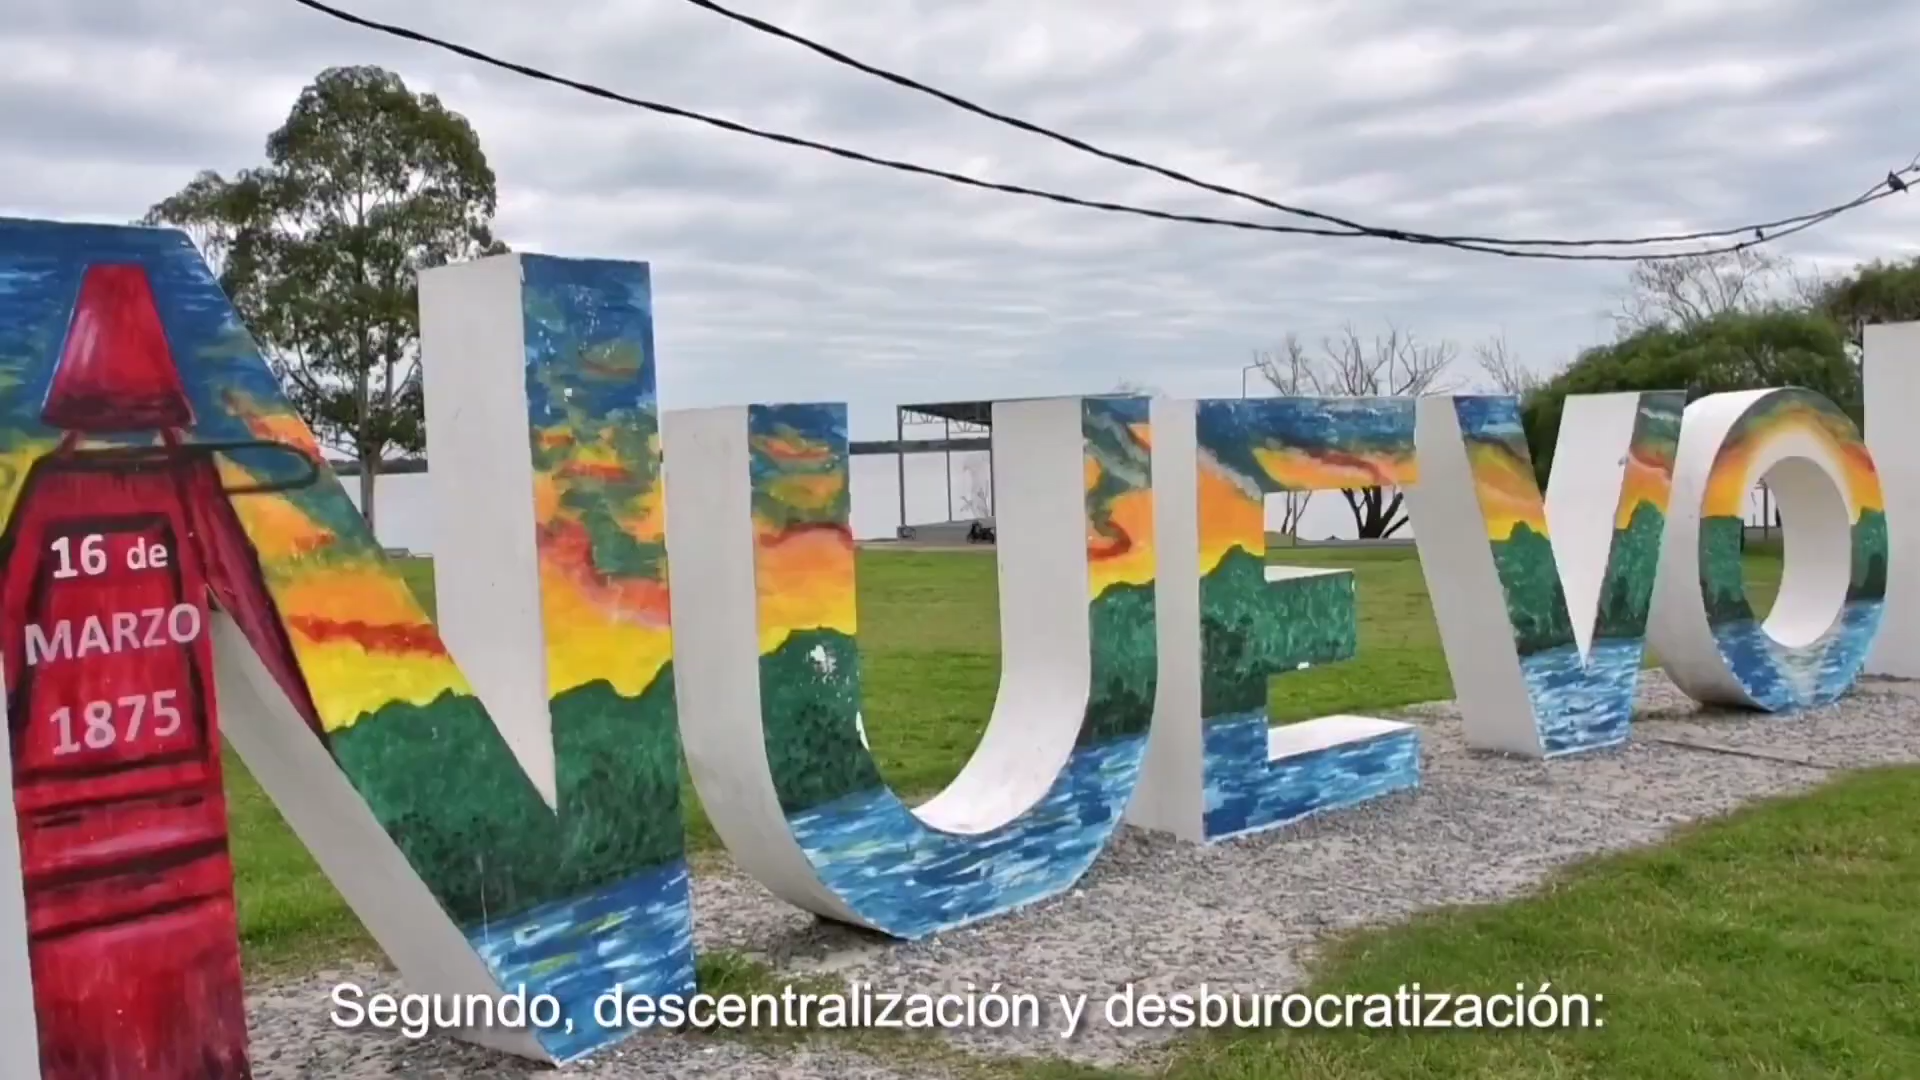 NUEVO
16 de
MARZO
1875
Segundo, descentralización y desburocratización: